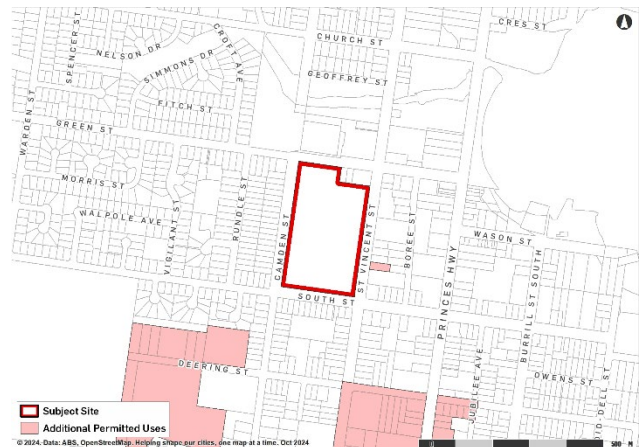 CRES ST
CHURCH ST
CROFT AVE
SPENCER ST
NELSON DR
SIMMONS DR
GEOFFREY ST
FITCH ST
GREEN ST
WARDEN ST
MORRIS ST
WALPOLE AVE
VIGILANT ST
RUNDLE ST
CAMDEN ST
ST VINCENT ST
BOREE ST
WASON ST
PRINCES HWY
BURRILL ST SOUTH
SOUTH ST
DEERING ST
OWENS ST
JUBILEE AVE
Subject Site
Additional Permitted Uses
© 2024. Data: ABS, OpenStreetMap. Helping shape our cities, one map at a time. Oct 2024
0
500 M